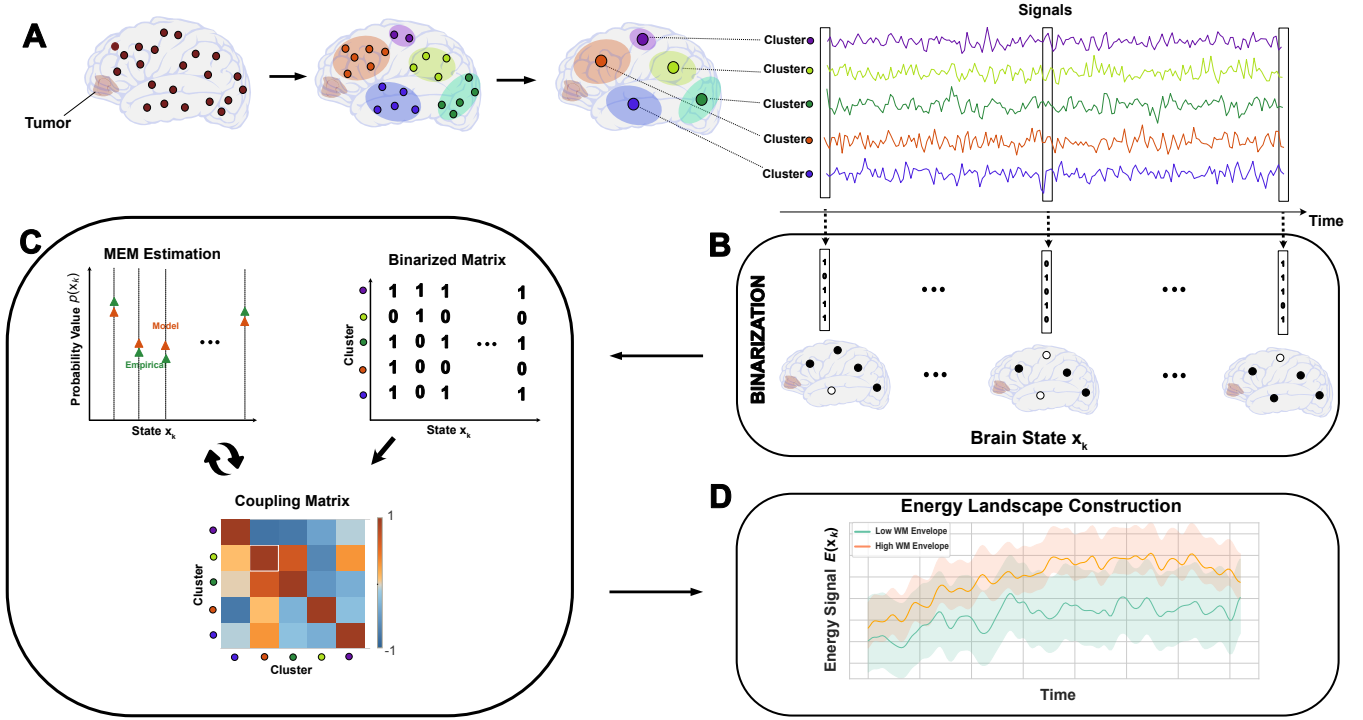 A
Tumor
Signals
Cluster
Cluster
Cluster
Cluster
Cluster
Time
B
BINARIZATION
1
0
1
1
1
0
1
0
1
0
1
1
1
0
1
Brain State xk
C
MEM Estimation
Probability Value p(xk)
Model
Empirical
State xk
Binarized Matrix
Cluster
1 1 1 1
0 1 0 0
1 0 1 1
1 0 0 0
1 0 1 1
State xk
Coupling Matrix
Cluster
1
-1
Cluster
D
Energy Landscape Construction
Energy Signal E(xk)
Low WM Envelope
High WM Envelope
Time